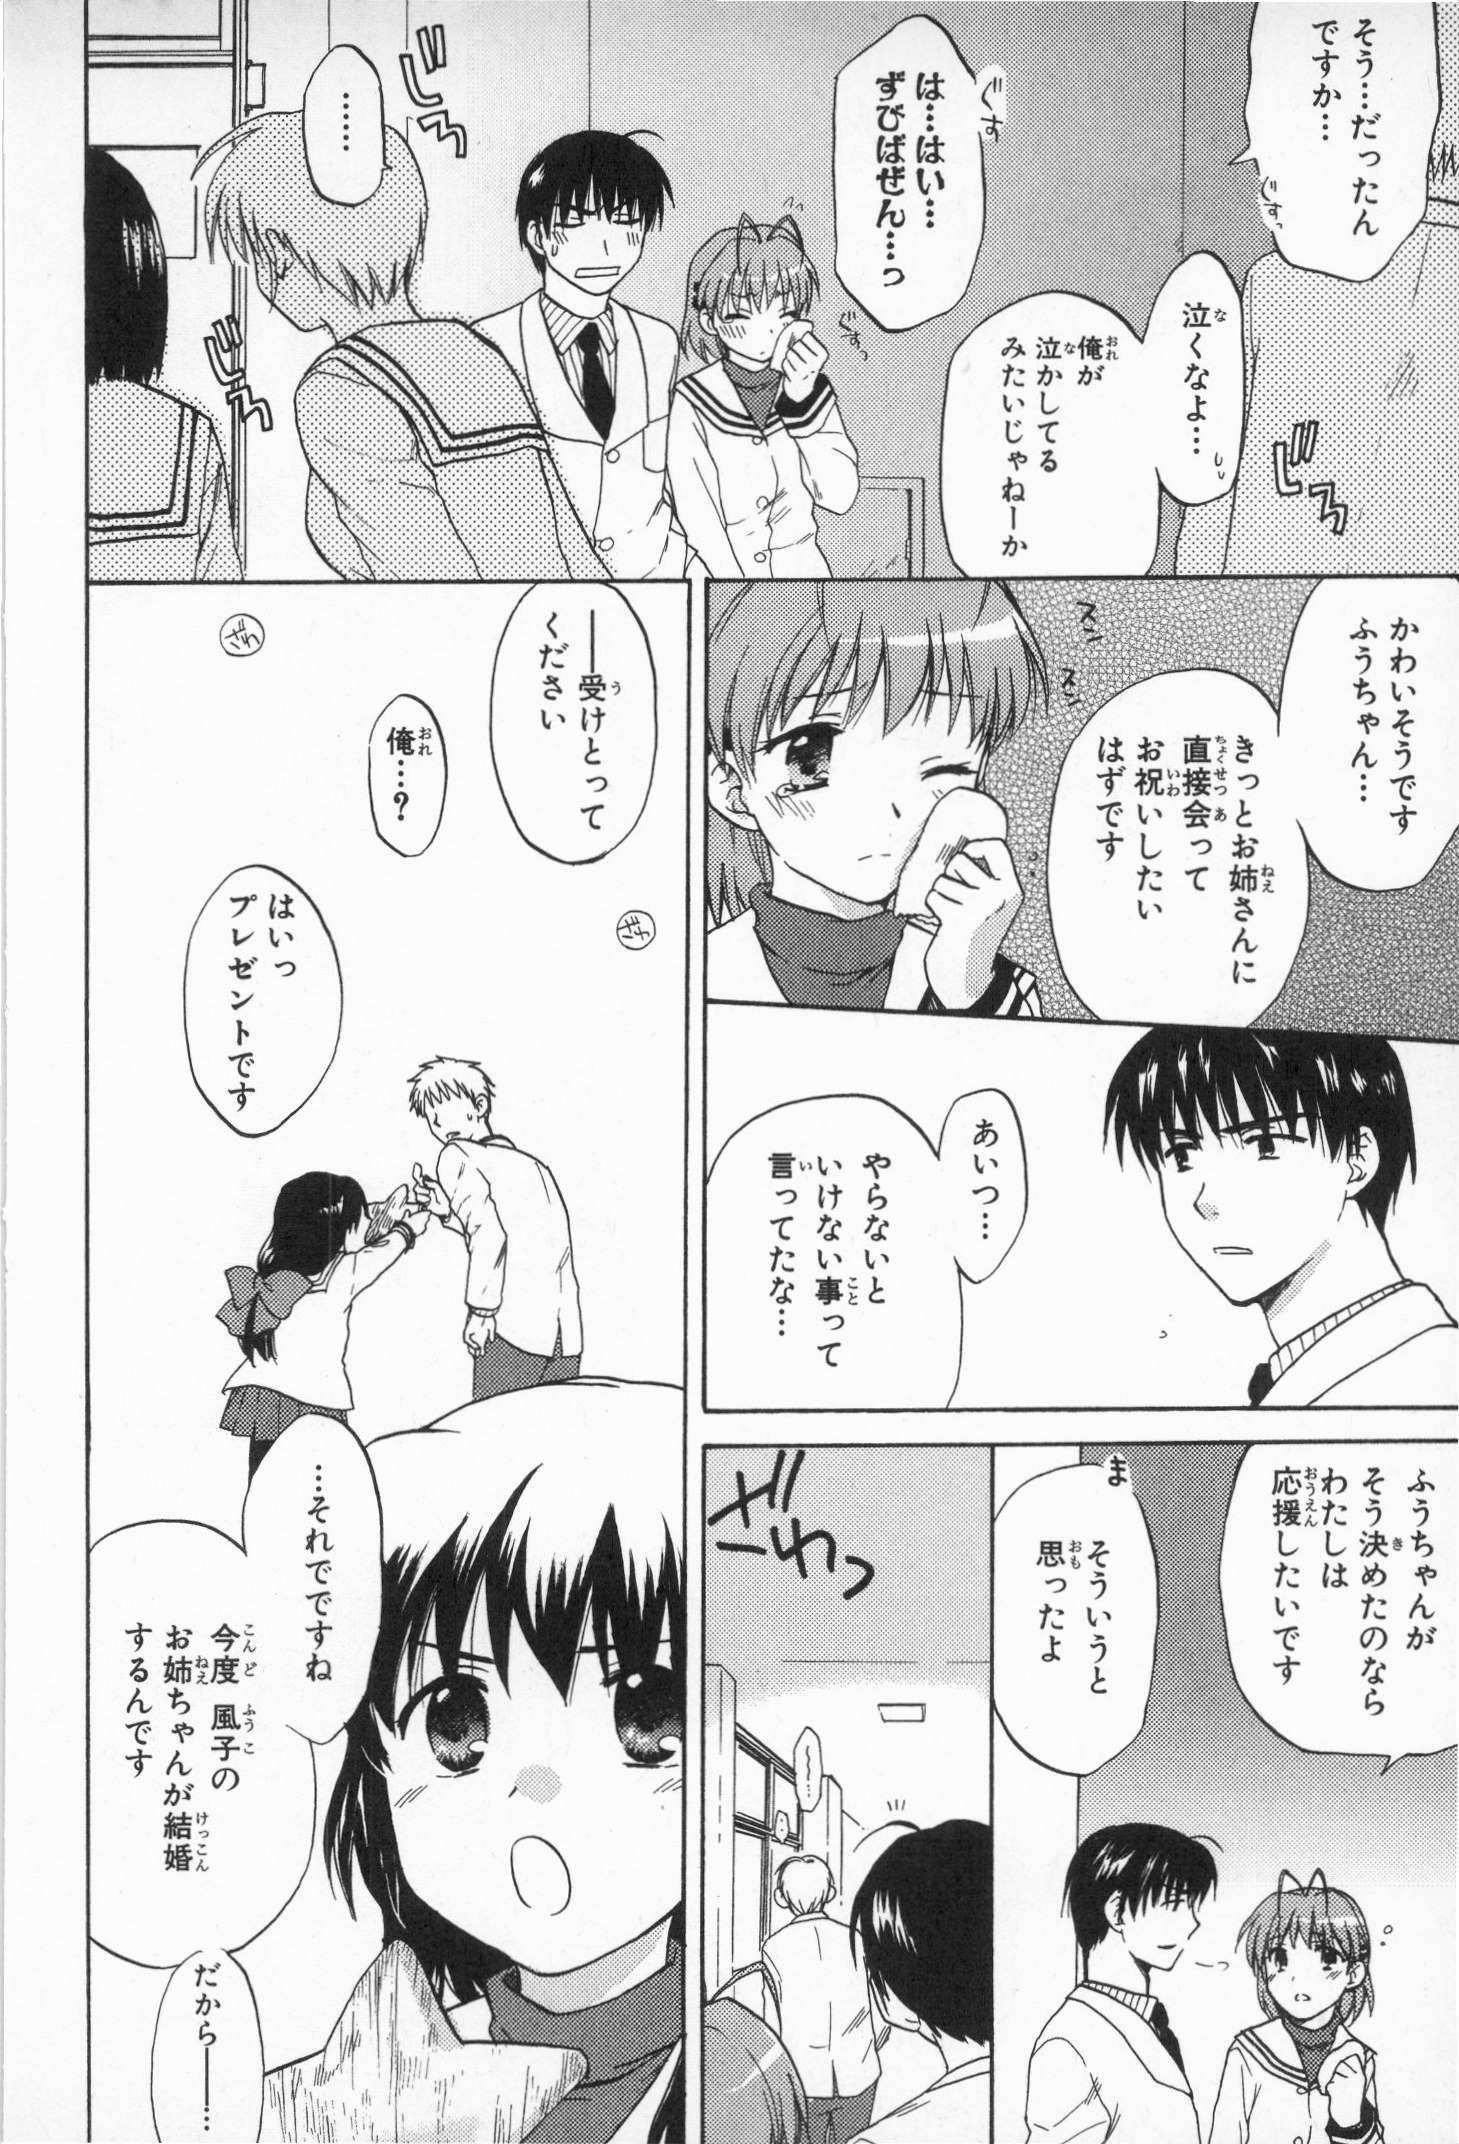 そう…だったん
ですか…
ぐすっ
ぐす
泣くなよ…
俺が
泣かしてる
みたいじゃねーか
は…はい…
ずびばぜん……っ
ぐすっ
じろ
じろ
……
じろ
かわいそうです
ふうちゃん…
きっとお姉さんに
直接会って
お祝いしたい
はずです
スン
スン
あいつ…
やらないと
いけない事って
言ってたな…
ふうちゃんが
そう決めたのなら
わたしは
応援したいです
ま
そういうと
思ったよ
ざわっ
……
――受けとって
ください
俺…?
ざわ
はいっ
プレゼントです
…それでですね
今度 風子の
お姉ちゃんが結婚
するんです
だから――…